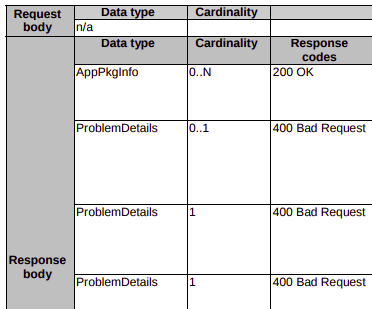 Request body
Data type Cardinality
n/a
Response body
Data type Cardinality Response codes
AppPkgInfo 0..N 200 OK
ProblemDetails 0..1 400 Bad Request
ProblemDetails 1 400 Bad Request
ProblemDetails 1 400 Bad Request